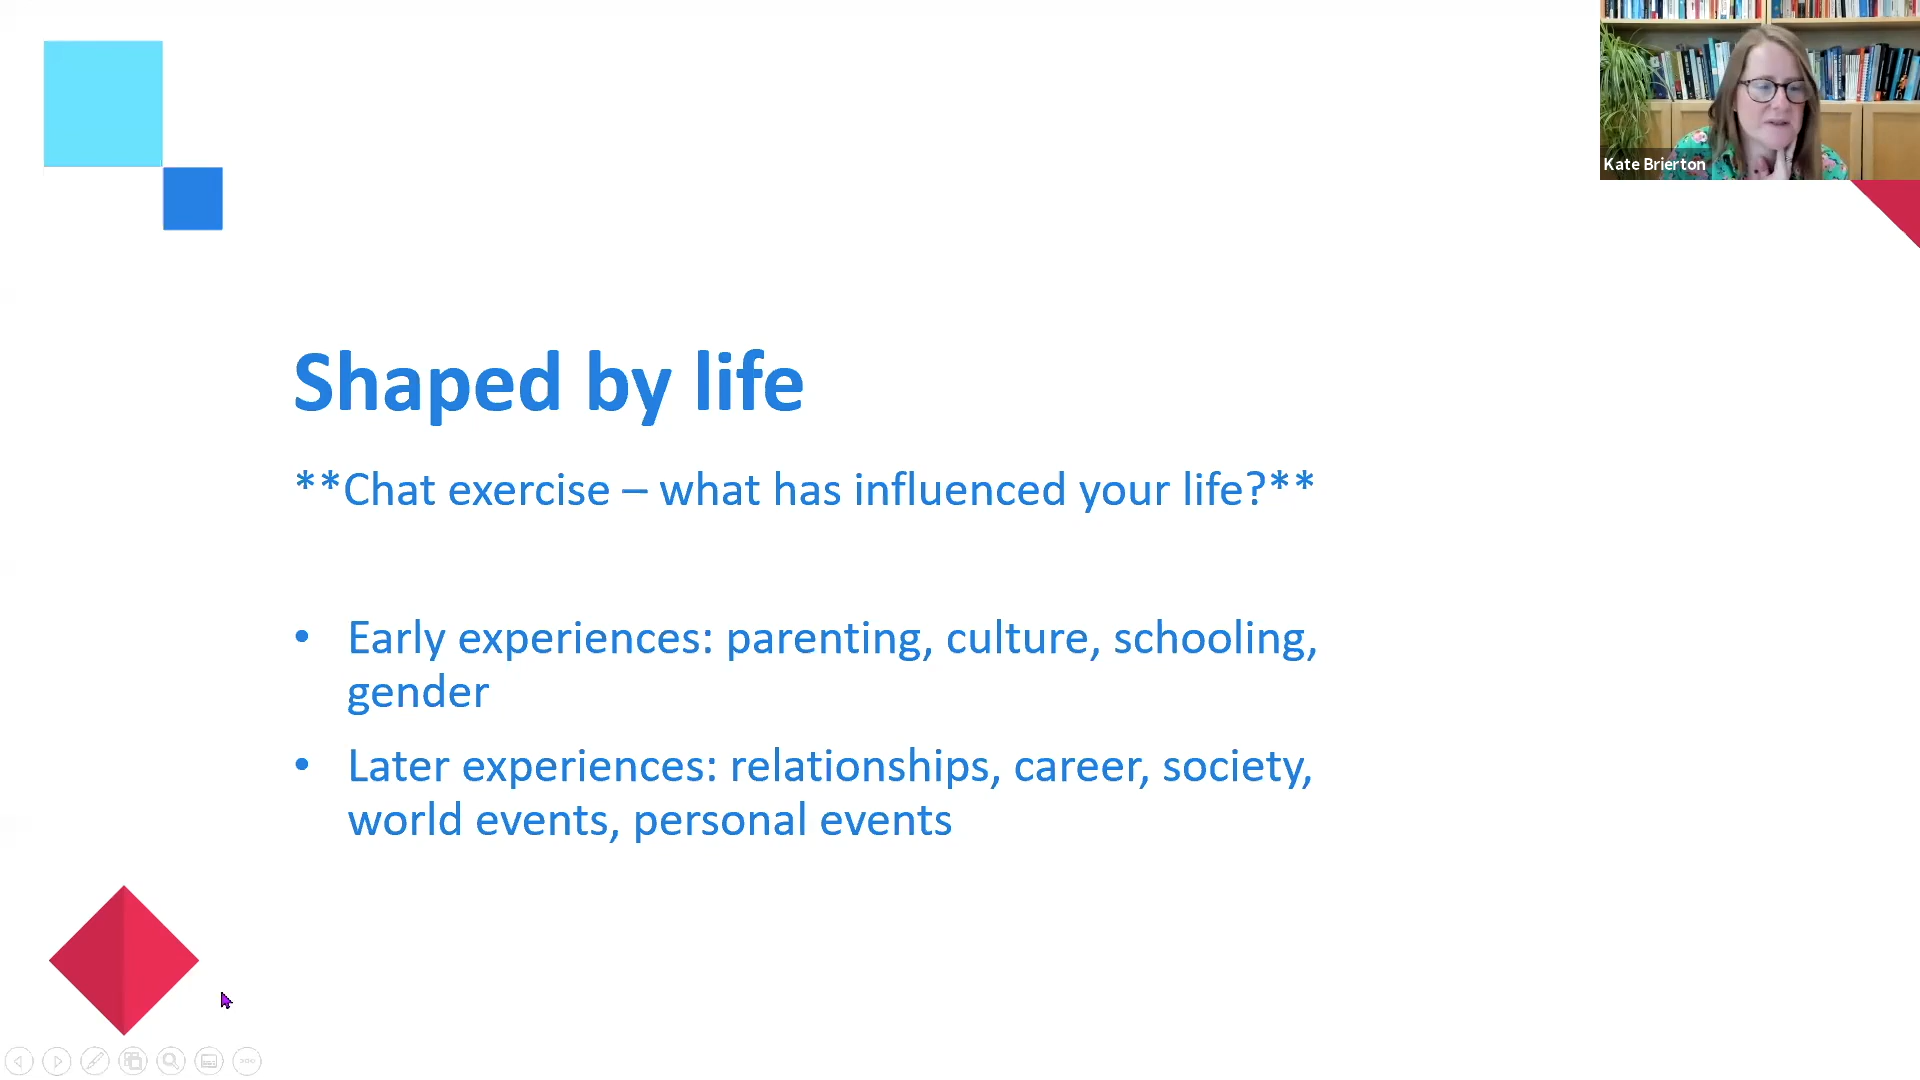 Kate Brierton
Shaped by life
**Chat exercise – what has influenced your life?**
• Early experiences: parenting, culture, schooling,
gender
• Later experiences: relationships, career, society,
world events, personal events